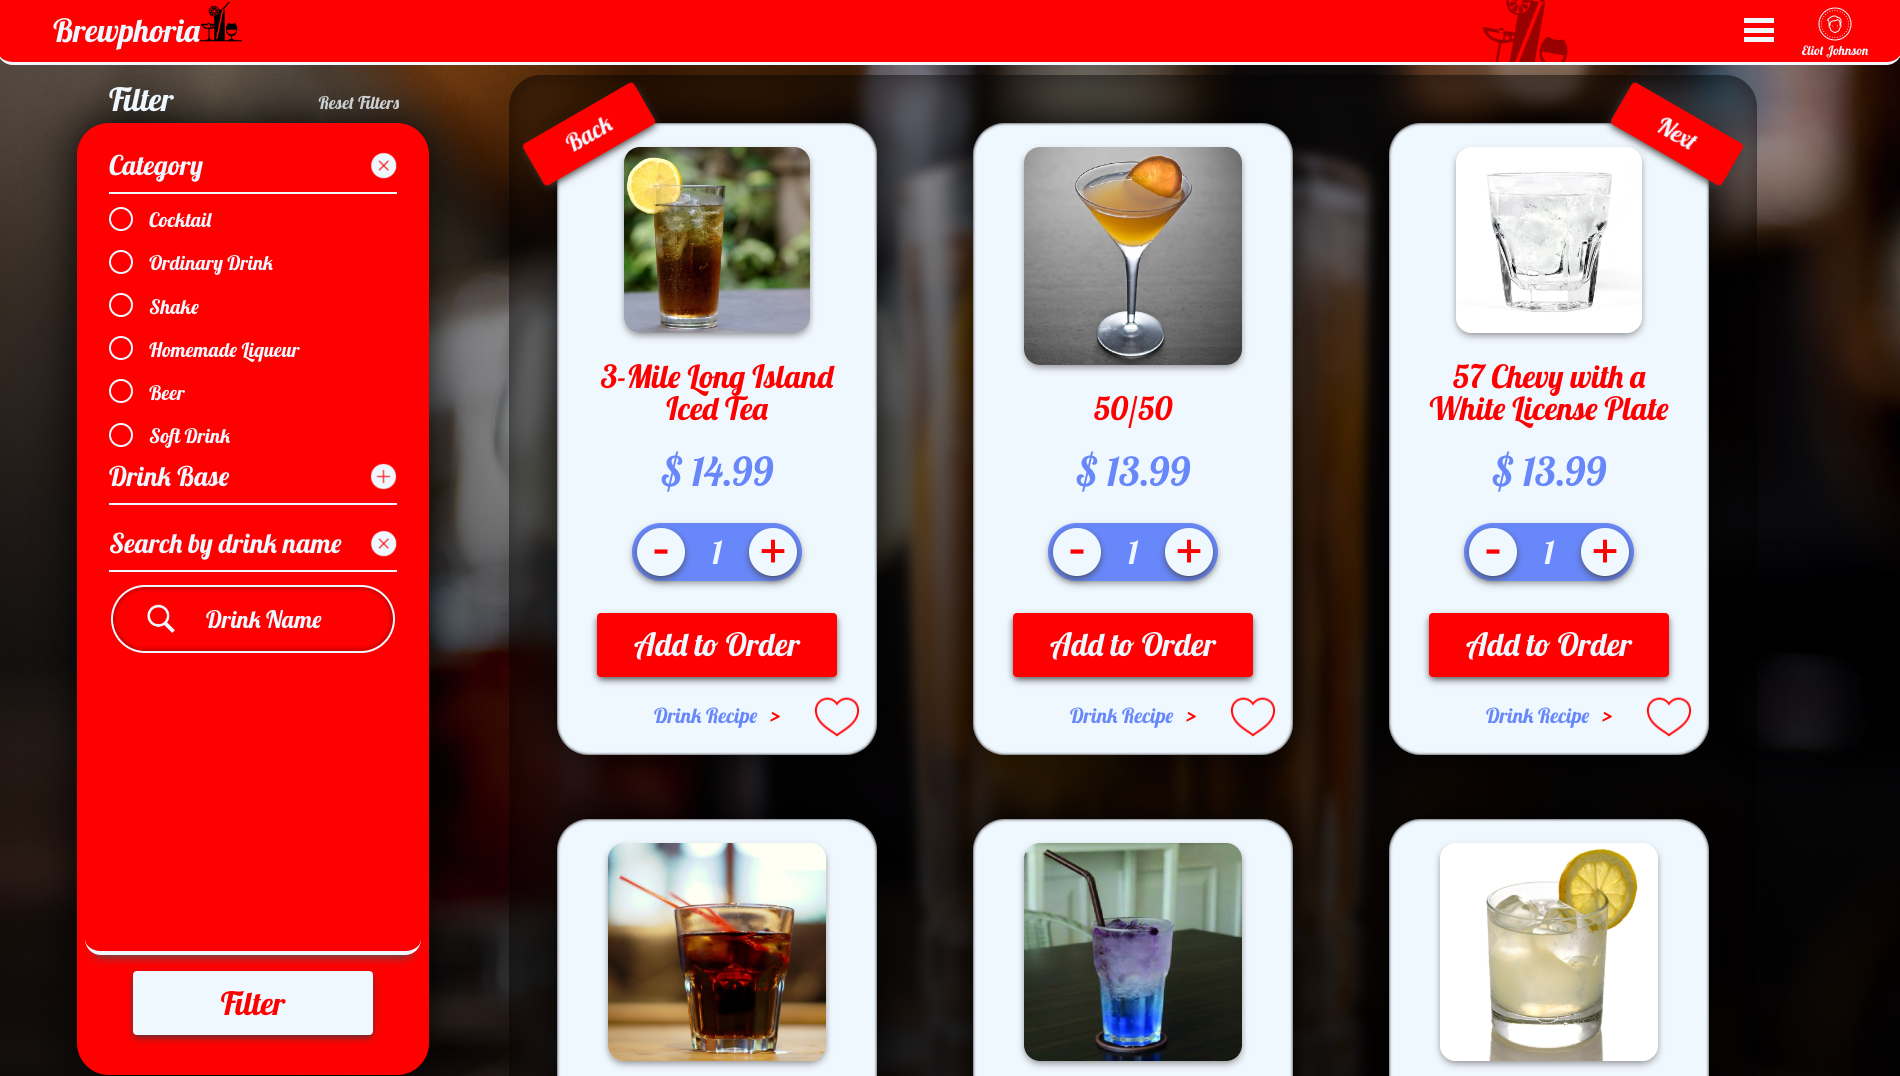 Brewphoria
Eliot Johnson
Filter
Reset Filters
Category
Cocktail
Ordinary Drink
Shake
Homemade Liqueur
Beer
Soft Drink
Drink Base
Search by drink name
Drink Name
Filter
Back
Next
3-Mile Long Island
Iced Tea
$ 14.99
- 1 +
Add to Order
Drink Recipe >
50/50
$ 13.99
- 1 +
Add to Order
Drink Recipe >
57 Chevy with a
White License Plate
$ 13.99
- 1 +
Add to Order
Drink Recipe >